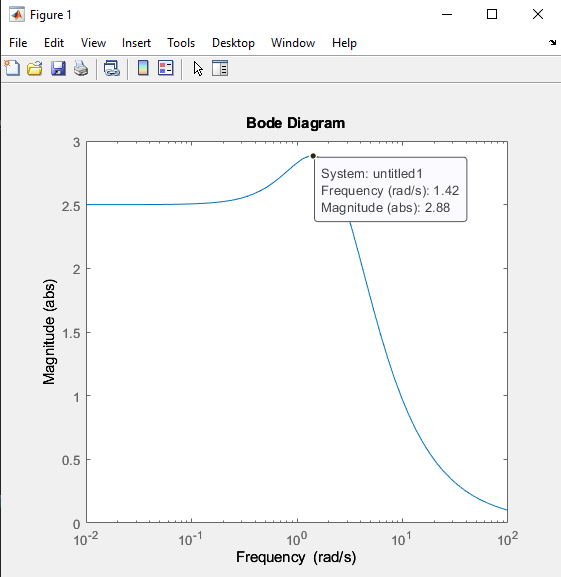 Figure 1
File Edit View Insert Tools Desktop Window Help
Bode Diagram
System: untitled1
Frequency (rad/s): 1.42
Magnitude (abs): 2.88
Magnitude (abs)
3
2.5
2
1.5
1
0.5
0
10^-2 10^-1 10^0 10^1 10^2
Frequency (rad/s)